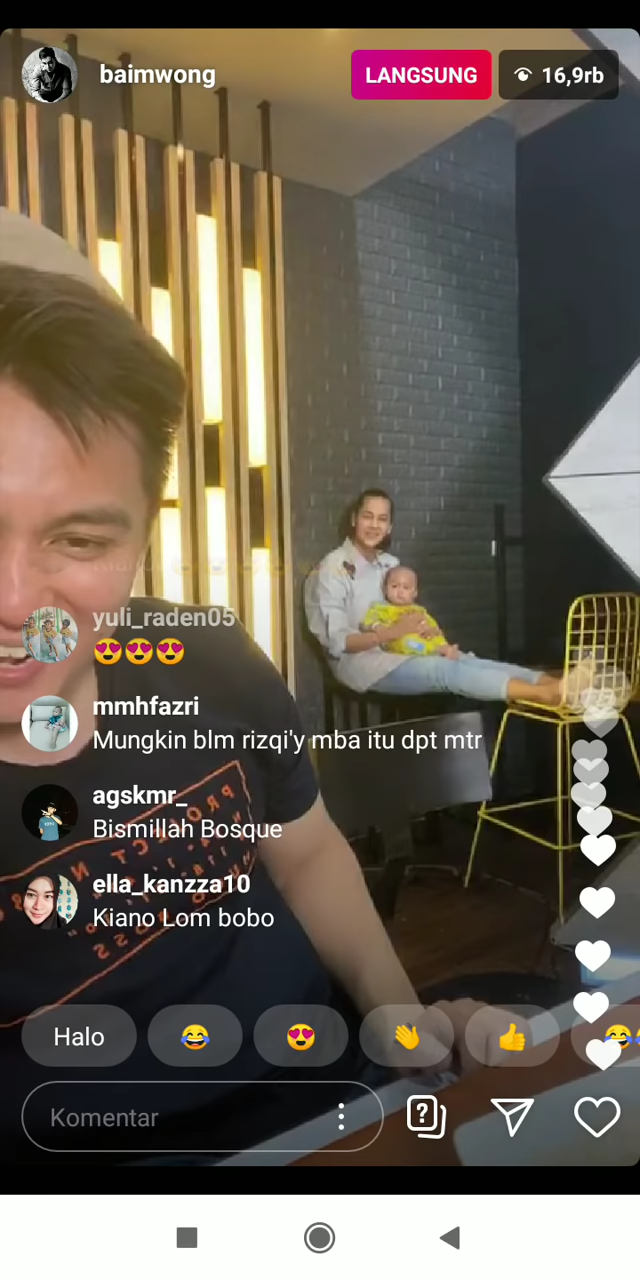 baimwong
LANGSUNG
16,9rb
yuli_raden05
😍😍😍
mmhfazri
Mungkin blm rizqi'y mba itu dpt mtr
agskmr_
Bismillah Bosque
ella_kanzza10
Kiano Lom bobo
Halo
Komentar